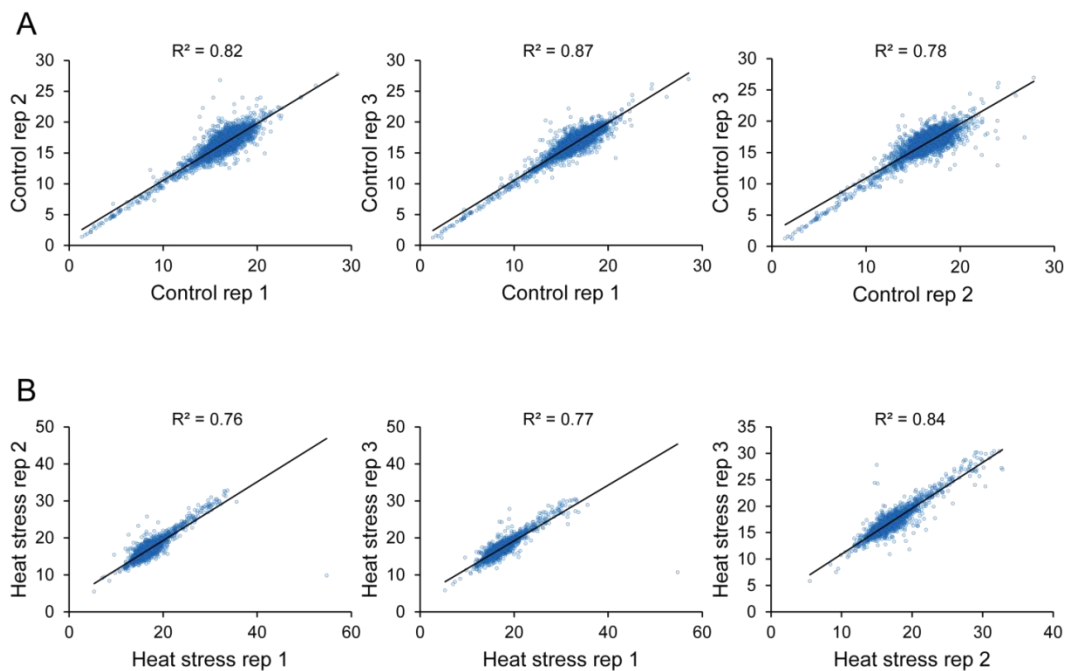 A
R² = 0.82
R² = 0.87
R² = 0.78
Control rep 2
30
25
20
15
10
5
0
0 10 20 30
Control rep 1
Control rep 3
30
25
20
15
10
5
0
0 10 20 30
Control rep 1
Control rep 3
30
25
20
15
10
5
0
0 10 20 30
Control rep 2
B
R² = 0.76
R² = 0.77
R² = 0.84
Heat stress rep 2
50
40
30
20
10
0
0 20 40 60
Heat stress rep 1
Heat stress rep 3
50
40
30
20
10
0
0 20 40 60
Heat stress rep 1
Heat stress rep 3
35
30
25
20
15
10
5
0
0 10 20 30 40
Heat stress rep 2